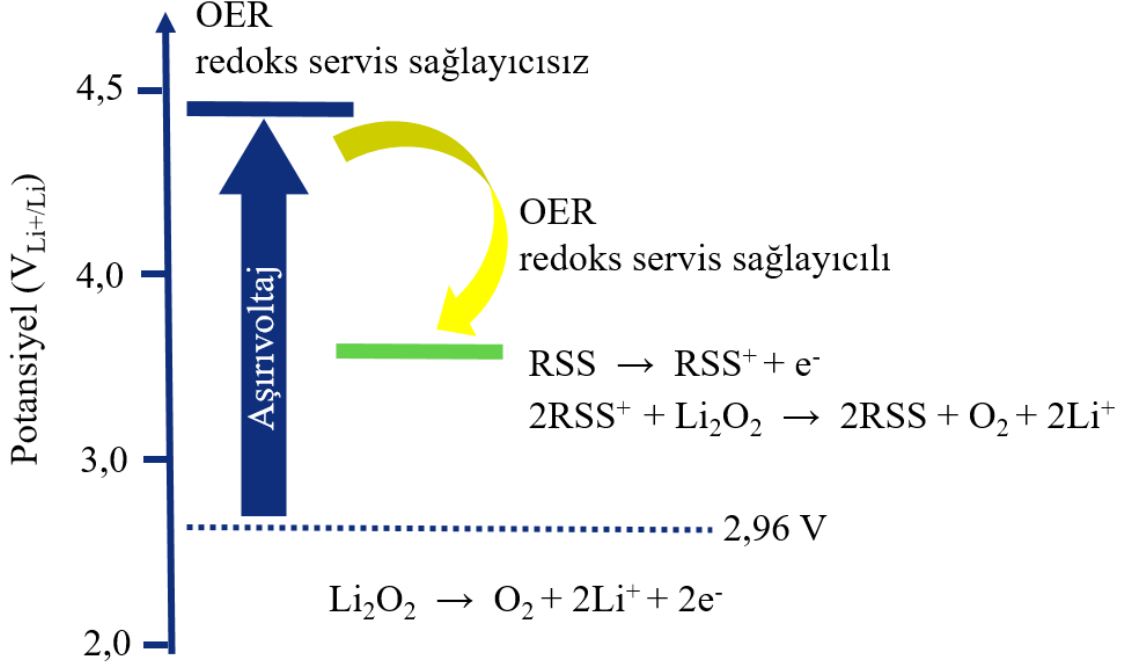 OER
redoks servis sağlayıcısız
4,5
OER
redoks servis sağlayıcılı
4,0
Potansiyel (V_Li+/Li)
Aşırıvoltaj
RSS → RSS⁺ + e⁻
2RSS⁺ + Li₂O₂ → 2RSS + O₂ + 2Li⁺
3,0
2,96 V
Li₂O₂ → O₂ + 2Li⁺ + 2e⁻
2,0